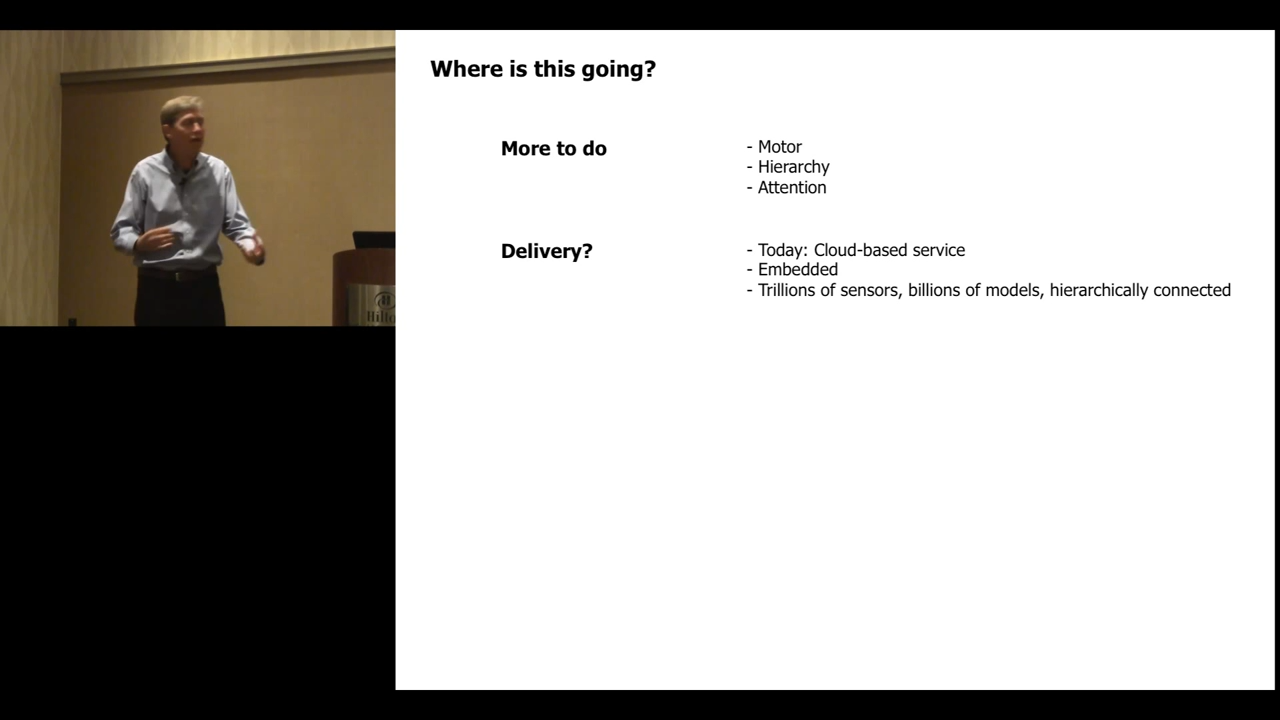 Where is this going?
More to do
- Motor
- Hierarchy
- Attention
Delivery?
- Today: Cloud-based service
- Embedded
- Trillions of sensors, billions of models, hierarchically connected